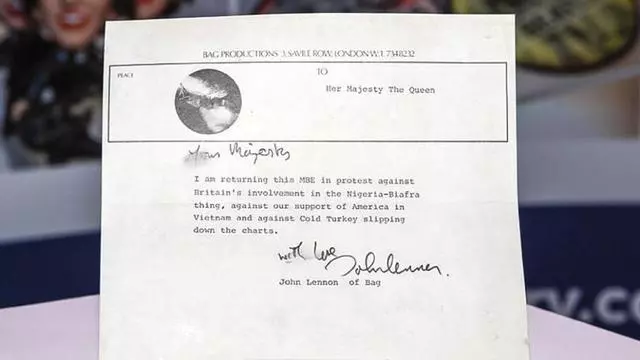 BAG PRODUCTIONS 3, SAVILE ROW, LONDON W.1. 734 8232
PEACE
TO
Her Majesty The Queen
Your Majesty
I am returning this MBE in protest against
Britain's involvement in the Nigeria-Biafra
thing, against our support of America in
Vietnam and against Cold Turkey slipping
down the charts.
with love
John Lennon.
John Lennon of Bag